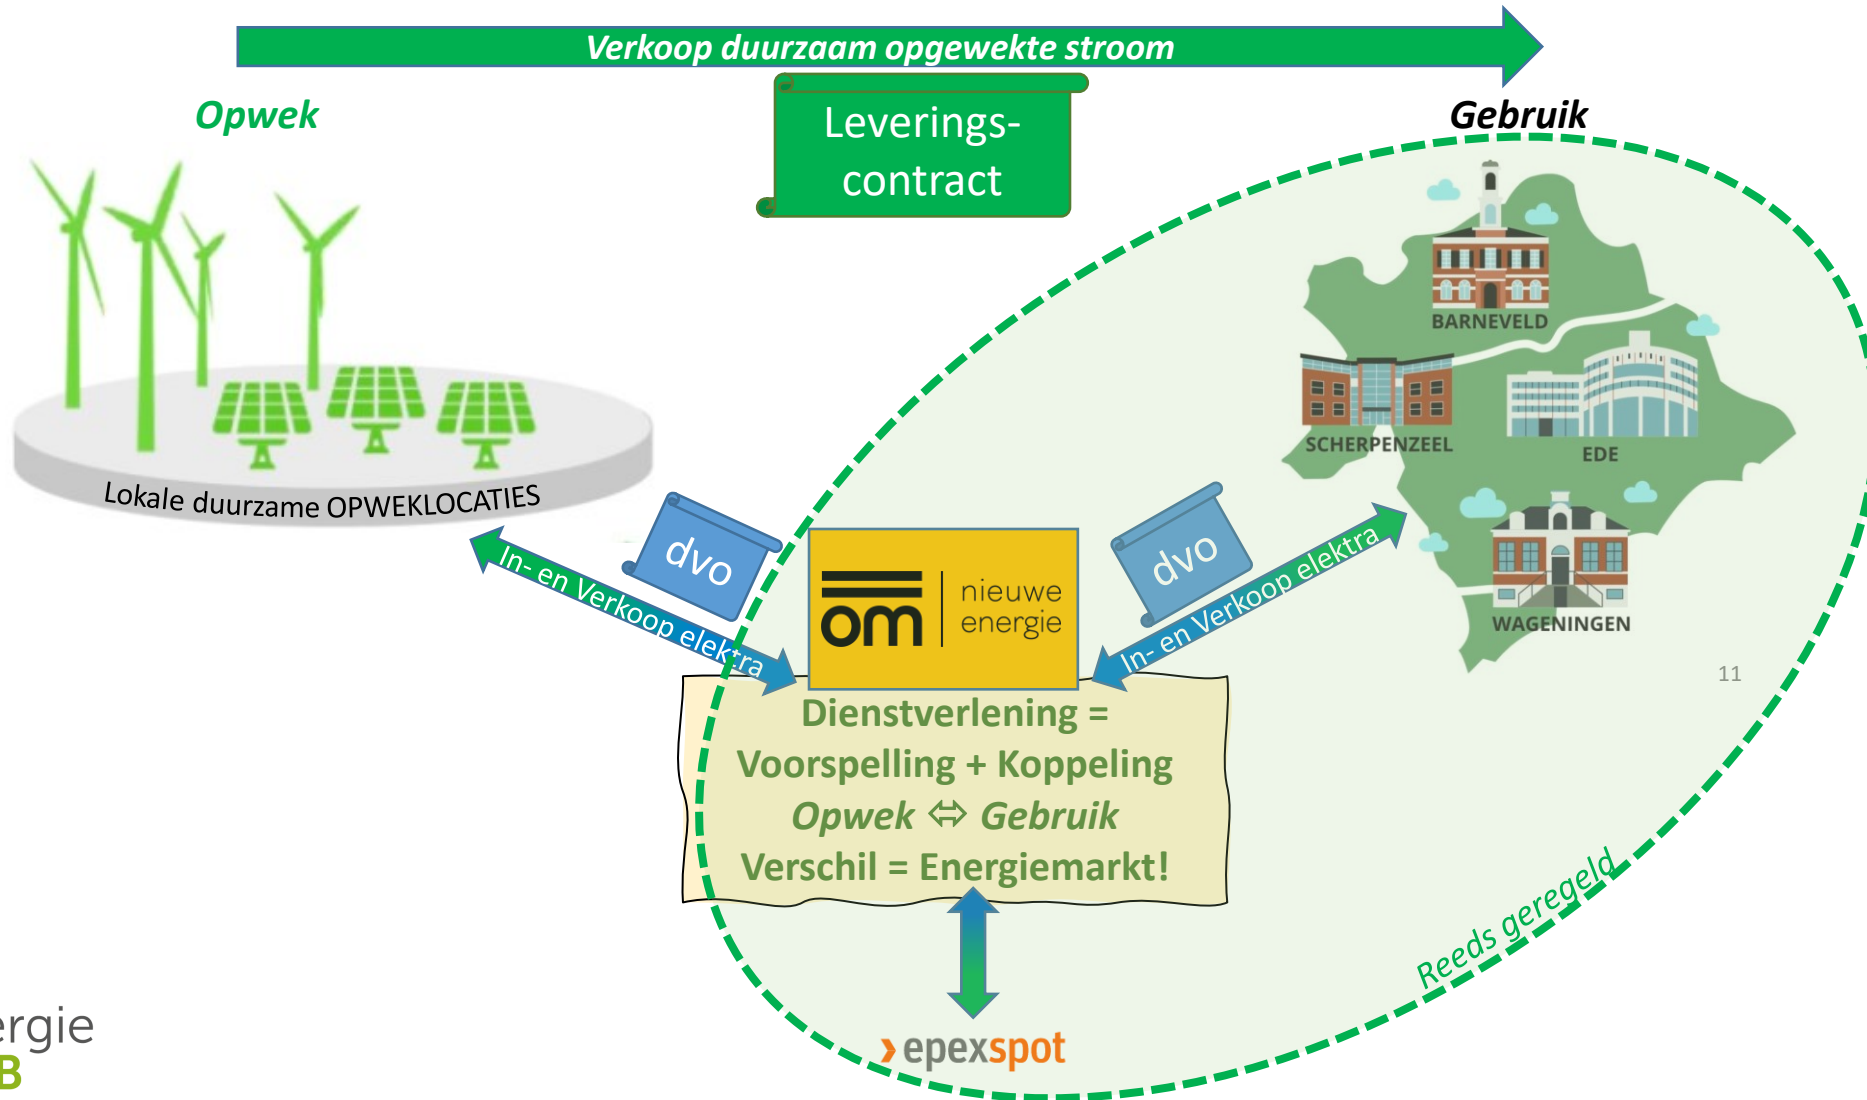 Verkoop duurzaam opgewekte stroom
Opwek
Leverings-
contract
Gebruik
BARNEVELD
SCHERPENZEEL
EDE
WAGENINGEN
Lokale duurzame OPWEKLOCATIES
dvo
In- en Verkoop elektra
om
nieuwe
energie
dvo
In- en Verkoop elektra
11
Dienstverlening =
Voorspelling + Koppeling
Opwek ⇔ Gebruik
Verschil = Energiemarkt!
Reeds geregeld
epexspot
ergie
B